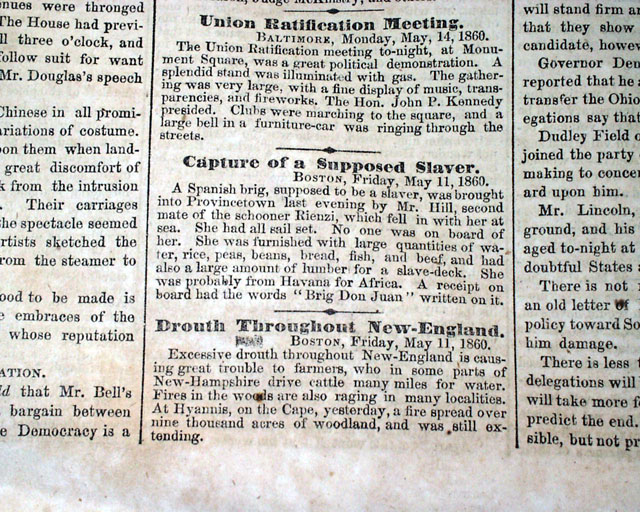 nues were thronged
The House had previ-
ll three o'clock, and
follow suit for want
Mr. Douglas's speech
Chinese in all promi-
ariations of costume.
pon them when land-
great discomfort of
k from the intrusion
Their carriages
he spectacle seemed
rtists sketched the
rom the steamer to
ood to be made is
e embraces of the
whose reputation
ATION.
ld that Mr. Bell's
bargain between
e Democracy is a
Union Ratification Meeting.
BALTIMORE, Monday, May, 14, 1860.
The Union Ratification meeting to-night, at Monu-
ment Square, was a great political demonstration. A
splendid stand was illuminated with gas. The gather-
ing was very large, with a fine display of music, trans-
parencies, and fireworks. The Hon. John P. Kennedy
presided. Clubs were marching to the square, and a
large bell in a furniture-car was ringing through the
streets.
Capture of a Supposed Slaver.
BOSTON, Friday, May 11, 1860.
A Spanish brig, supposed to be a slaver, was brought
into Provincetown last evening by Mr. Hill, second
mate of the schooner Rienzi, which fell in with her at
sea. She had all sail set. No one was on board of
her. She was furnished with large quantities of wa-
ter, rice, peas, beans, bread, fish, and beef, and had
also a large amount of lumber for a slave-deck. She
was probably from Havana for Africa. A receipt on
board had the words "Brig Don Juan" written on it.
Drouth Throughout New-England.
BOSTON, Friday, May 11, 1860.
Excessive drouth throughout New-England is caus-
ing great trouble to farmers, who in some parts of
New-Hampshire drive cattle many miles for water.
Fires in the woods are also raging in many localities.
At Hyannis, on the Cape, yesterday, a fire spread over
nine thousand acres of woodland, and was still ex-
tending.
will stand firm an
that they show
candidate, howev
Governor Den
reported that he a
transfer the Ohio
egations say that
Dudley Field o
joined the party
making to concen
ard upon him.
Mr. Lincoln,
ground, and his
aged to-night at
doubtful States
There is not
an old letter of
policy toward So
him damage.
There is less t
delegations will
will take more fo
predict the end.
sible, but not pr